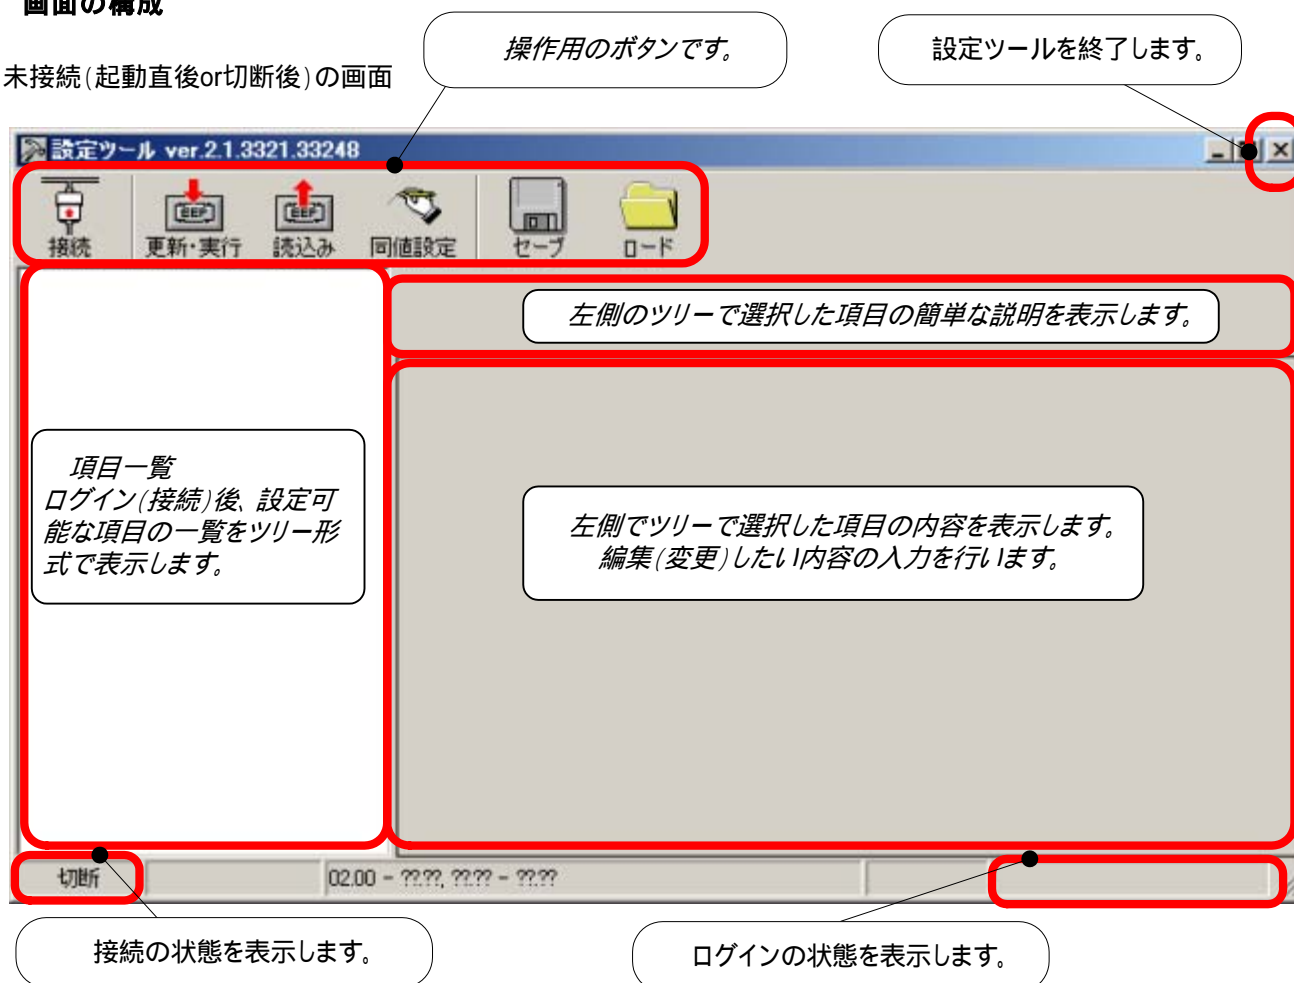 画面の構成
操作用のボタンです。
設定ツールを終了します。
未接続(起動直後or切断後)の画面
設定ツール ver.2.1.3321.33248
接続
更新・実行
読込み
同値設定
セーブ
ロード
左側のツリーで選択した項目の簡単な説明を表示します。
項目一覧
ログイン(接続)後、設定可
能な項目の一覧をツリー形
式で表示します。
左側でツリーで選択した項目の内容を表示します。
編集(変更)したい内容の入力を行います。
切断
02.00 - ??.??, ??.?? - ??.??
接続の状態を表示します。
ログインの状態を表示します。